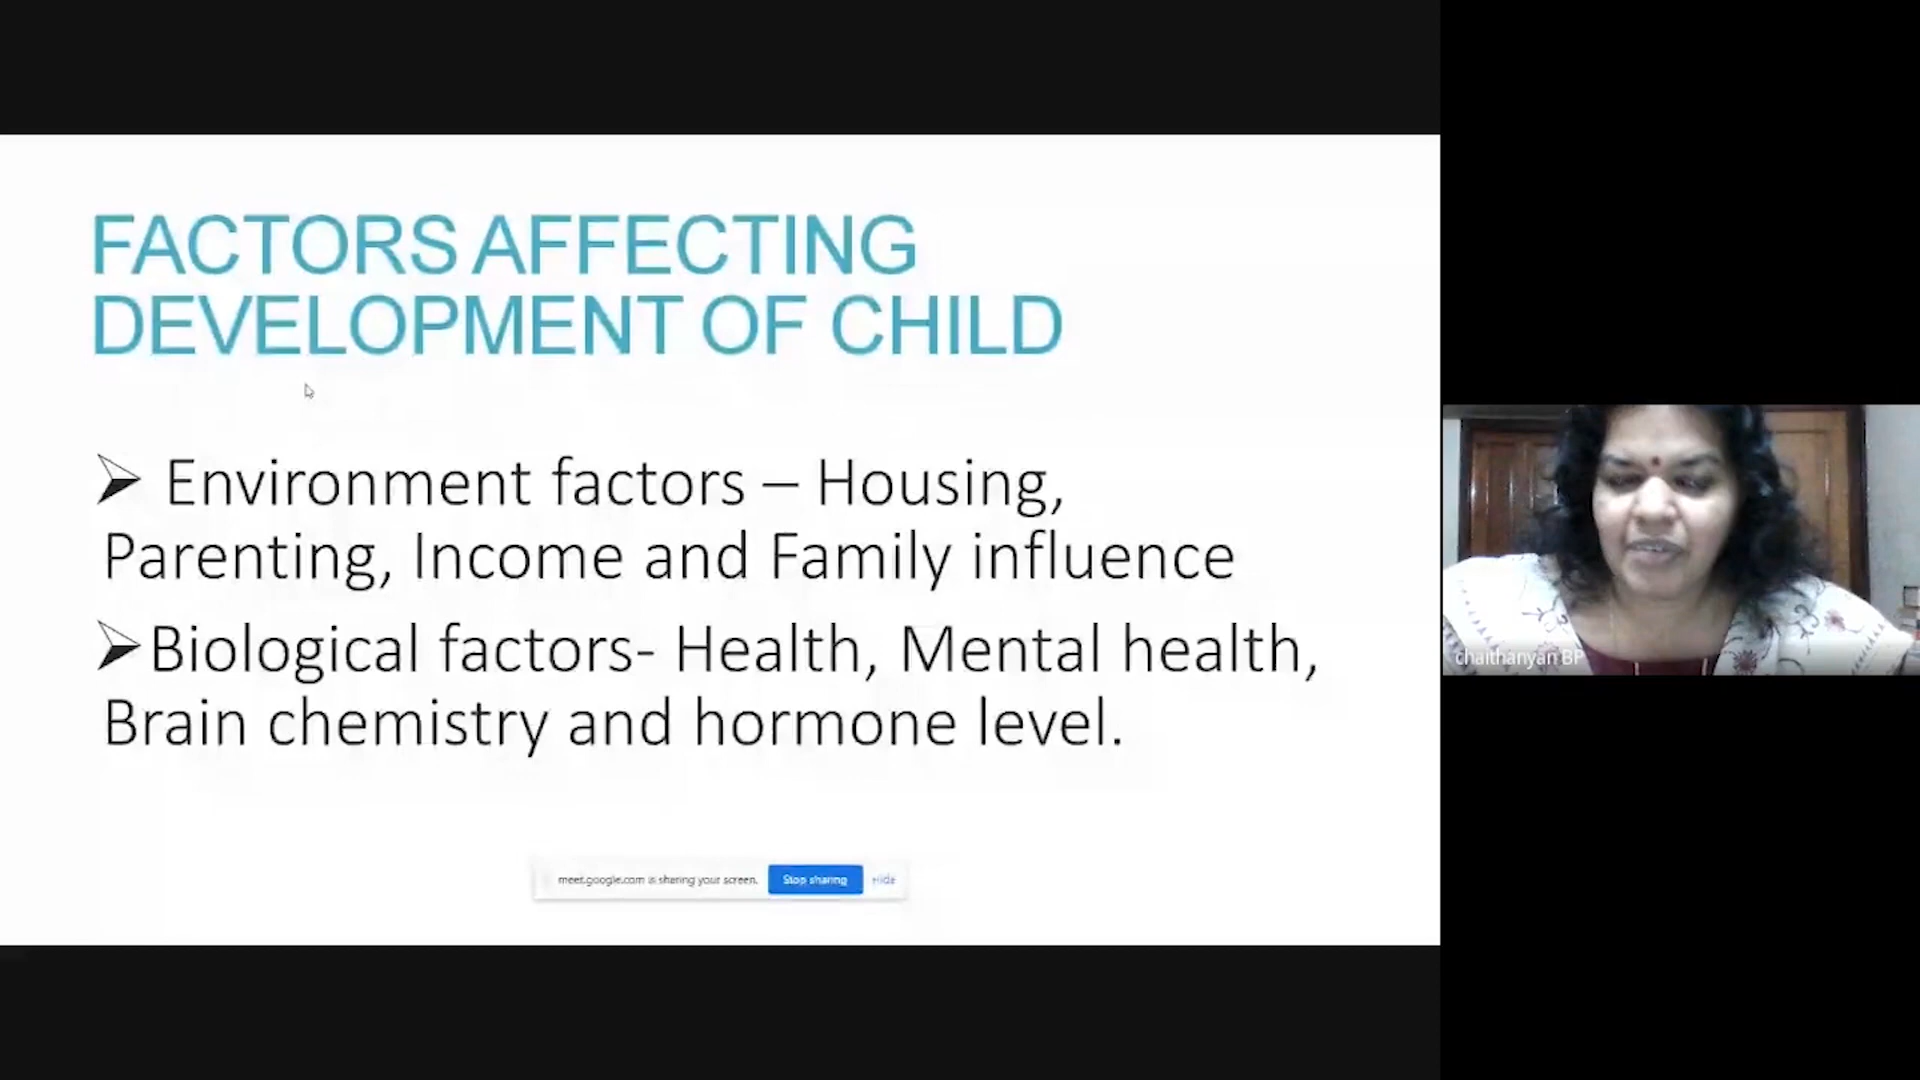 FACTORS AFFECTING
DEVELOPMENT OF CHILD
➢ Environment factors – Housing,
Parenting, Income and Family influence
➢Biological factors- Health, Mental health,
Brain chemistry and hormone level.
meet.google.com is sharing your screen. Stop sharing Hide
chaithanyan BP